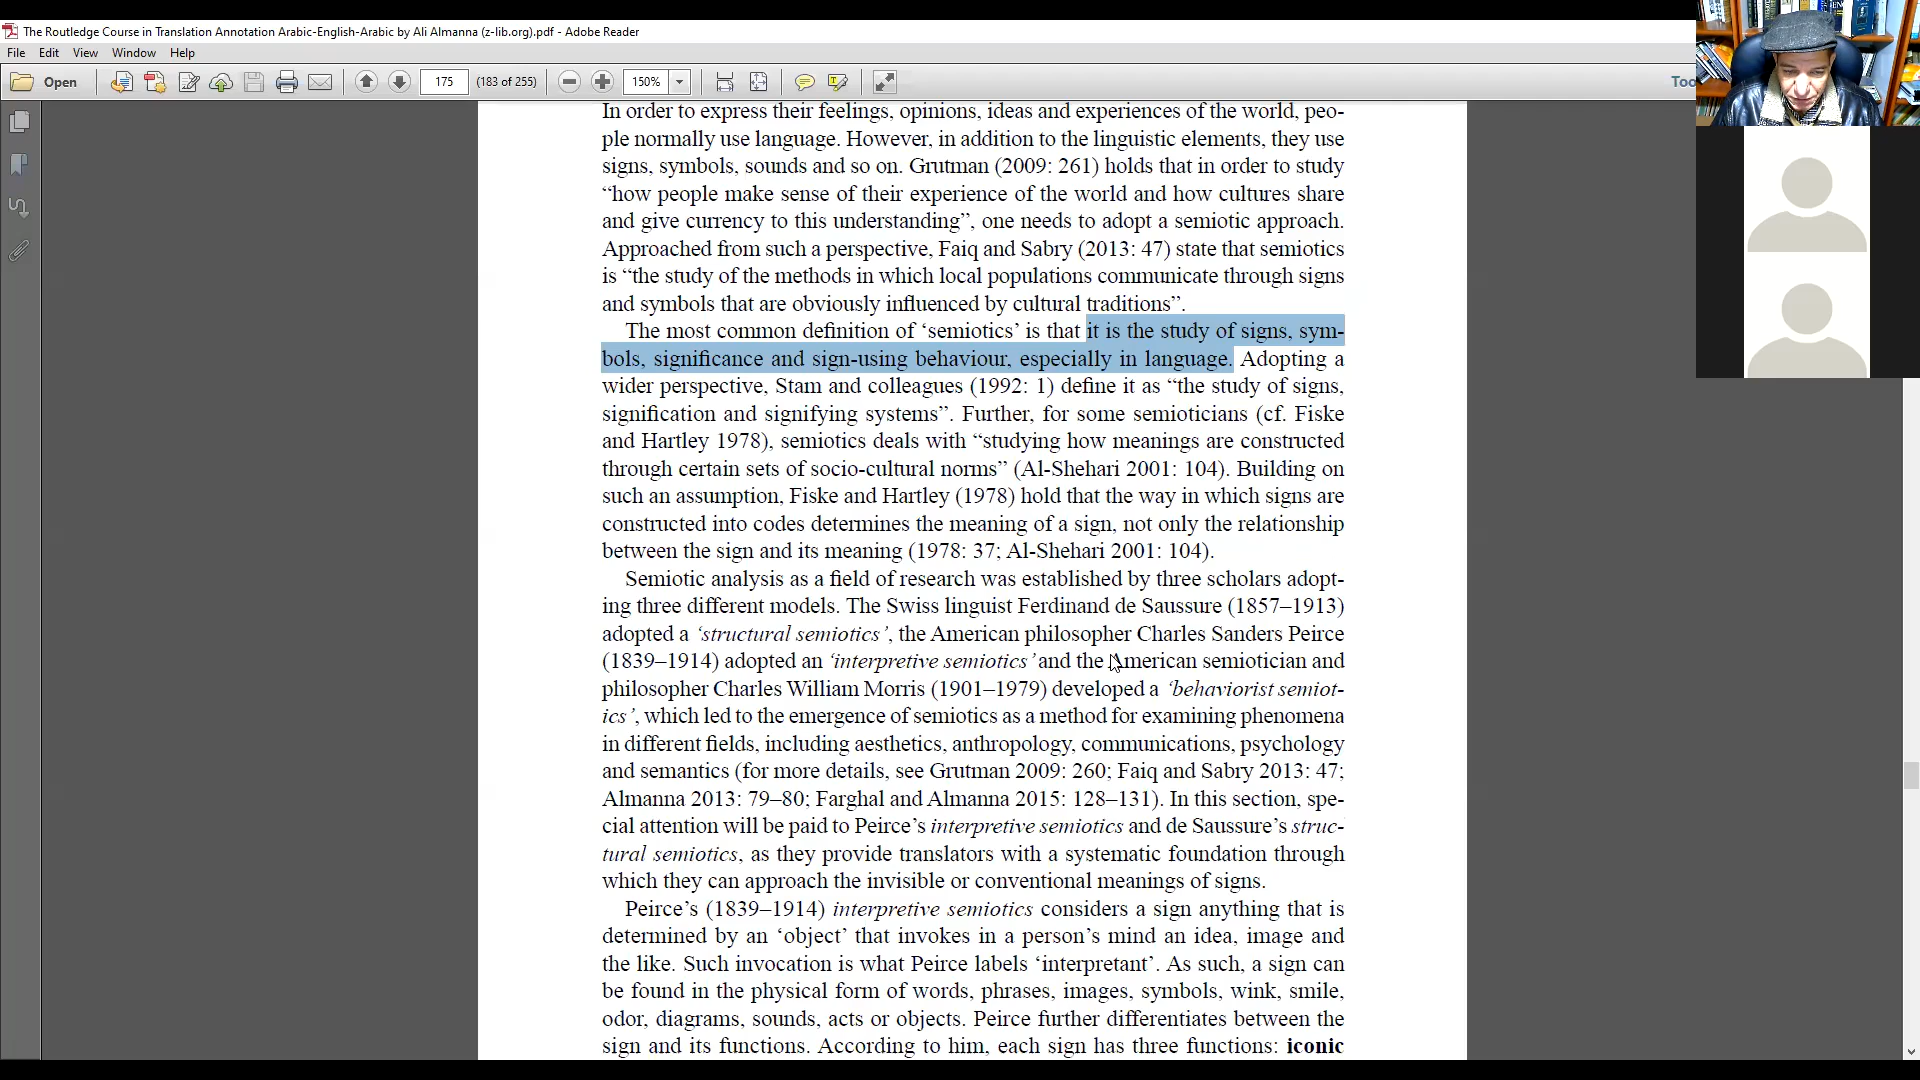 The Routledge Course in Translation Annotation Arabic-English-Arabic by Ali Almanna (z-lib.org).pdf - Adobe Reader
File Edit View Window Help
Open 175 (183 of 255) 150%
In order to express their feelings, opinions, ideas and experiences of the world, peo-
ple normally use language. However, in addition to the linguistic elements, they use
signs, symbols, sounds and so on. Grutman (2009: 261) holds that in order to study
“how people make sense of their experience of the world and how cultures share
and give currency to this understanding”, one needs to adopt a semiotic approach.
Approached from such a perspective, Faiq and Sabry (2013: 47) state that semiotics
is “the study of the methods in which local populations communicate through signs
and symbols that are obviously influenced by cultural traditions”.
The most common definition of ‘semiotics’ is that it is the study of signs, sym-
bols, significance and sign-using behaviour, especially in language. Adopting a
wider perspective, Stam and colleagues (1992: 1) define it as “the study of signs,
signification and signifying systems”. Further, for some semioticians (cf. Fiske
and Hartley 1978), semiotics deals with “studying how meanings are constructed
through certain sets of socio-cultural norms” (Al-Shehari 2001: 104). Building on
such an assumption, Fiske and Hartley (1978) hold that the way in which signs are
constructed into codes determines the meaning of a sign, not only the relationship
between the sign and its meaning (1978: 37; Al-Shehari 2001: 104).
Semiotic analysis as a field of research was established by three scholars adopt-
ing three different models. The Swiss linguist Ferdinand de Saussure (1857–1913)
adopted a ‘structural semiotics’, the American philosopher Charles Sanders Peirce
(1839–1914) adopted an ‘interpretive semiotics’ and the American semiotician and
philosopher Charles William Morris (1901–1979) developed a ‘behaviorist semiot-
ics’, which led to the emergence of semiotics as a method for examining phenomena
in different fields, including aesthetics, anthropology, communications, psychology
and semantics (for more details, see Grutman 2009: 260; Faiq and Sabry 2013: 47;
Almanna 2013: 79–80; Farghal and Almanna 2015: 128–131). In this section, spe-
cial attention will be paid to Peirce’s interpretive semiotics and de Saussure’s struc-
tural semiotics, as they provide translators with a systematic foundation through
which they can approach the invisible or conventional meanings of signs.
Peirce’s (1839–1914) interpretive semiotics considers a sign anything that is
determined by an ‘object’ that invokes in a person’s mind an idea, image and
the like. Such invocation is what Peirce labels ‘interpretant’. As such, a sign can
be found in the physical form of words, phrases, images, symbols, wink, smile,
odor, diagrams, sounds, acts or objects. Peirce further differentiates between the
sign and its functions. According to him, each sign has three functions: iconic